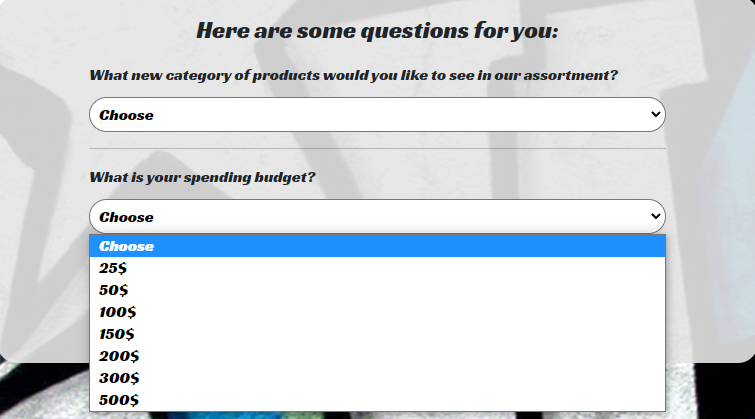 Here are some questions for you:
What new category of products would you like to see in our assortment?
Choose
What is your spending budget?
Choose
Choose
25$
50$
100$
150$
200$
300$
500$